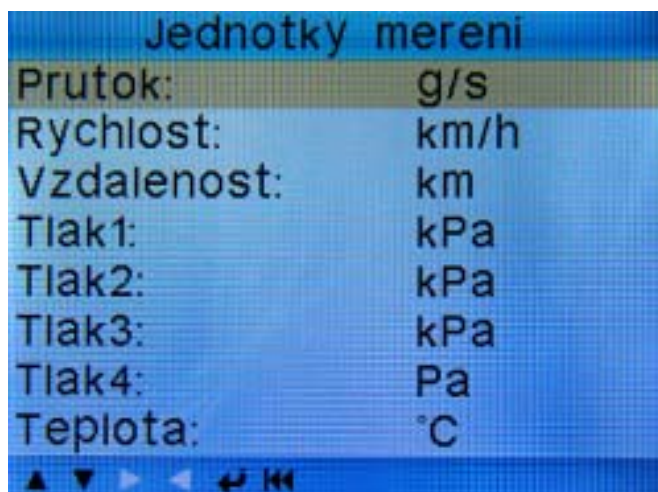 Jednotky mereni
Prutok: g/s
Rychlost: km/h
Vzdalenost: km
Tlak1: kPa
Tlak2: kPa
Tlak3: kPa
Tlak4: Pa
Teplota: °C